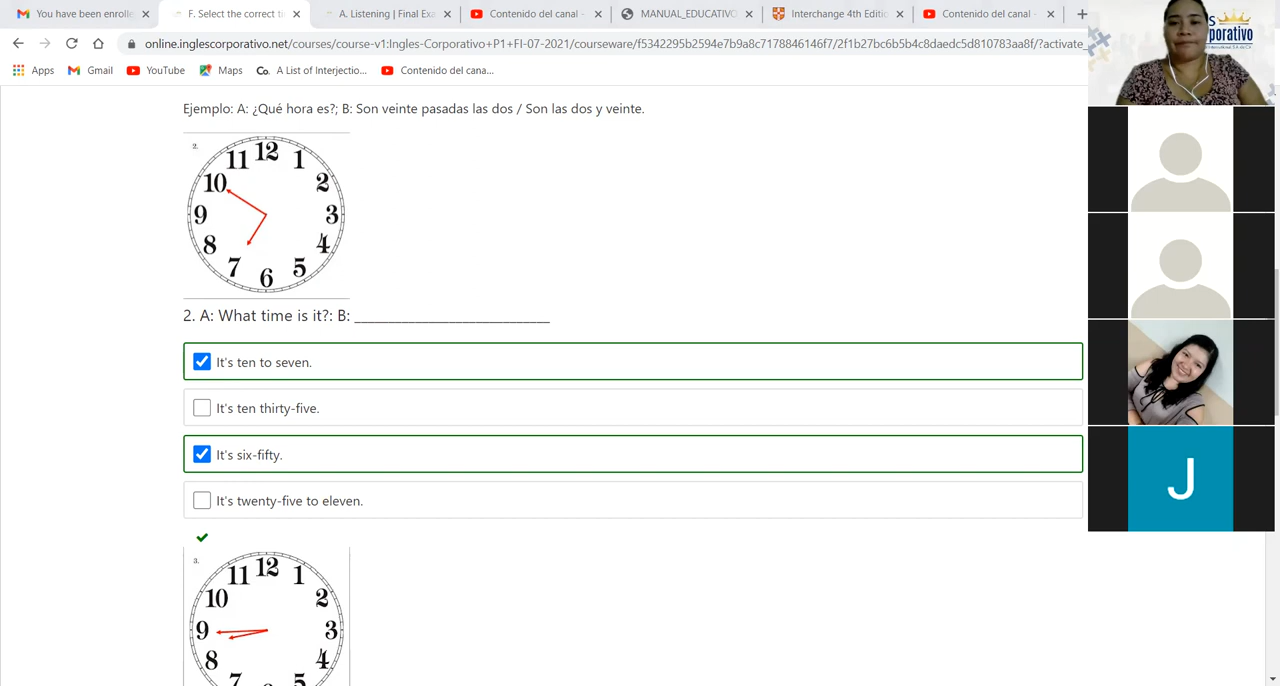 You have been enrolle
F. Select the correct ti
A. Listening | Final Exa
Contenido del canal -
MANUAL_EDUCATIVO
Interchange 4th Editio
Contenido del canal -
online.inglescorporativo.net/courses/course-v1:Ingles-Corporativo+P1+FI-07-2021/courseware/f5342295b2594e7b9a8c7178846146f7/2f1b27bc6b5b4c8daedc5d810783aa8f/?activate_
Apps
Gmail
YouTube
Maps
Co. A List of Interjectio...
Contenido del cana...
s
porativo
Ejemplo: A: ¿Qué hora es?; B: Son veinte pasadas las dos / Son las dos y veinte.
2.
12
11 1
10 2
9 3
8 4
7 5
6
2. A: What time is it?: B: ___________________________
It's ten to seven.
It's ten thirty-five.
It's six-fifty.
It's twenty-five to eleven.
J
3.
12
11 1
10 2
9 3
8 4
7 5